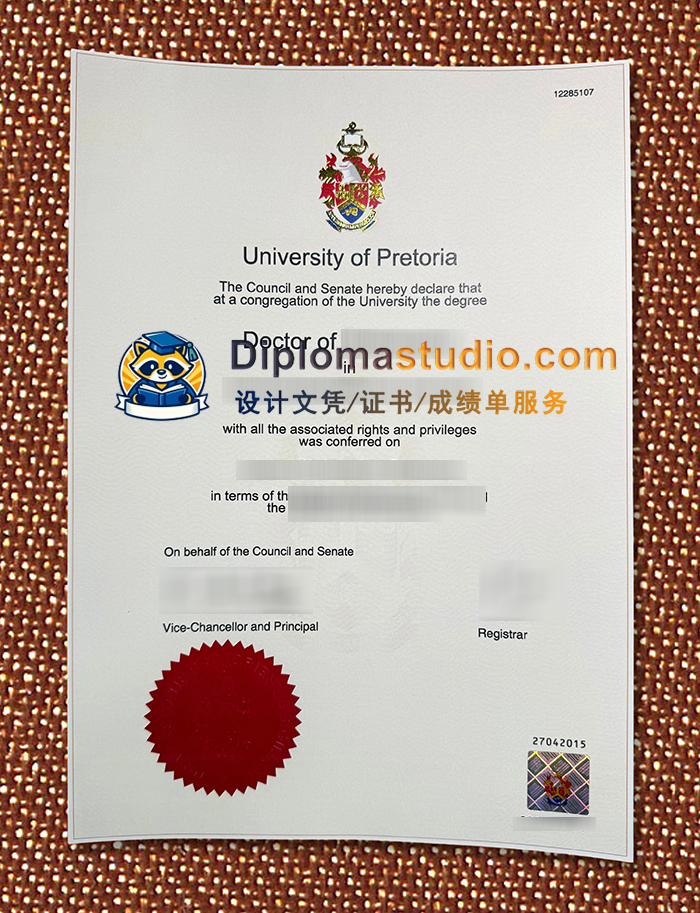 12285107
University of Pretoria
The Council and Senate hereby declare that
at a congregation of the University the degree
Doctor of
in
Diplomastudio.com
设计文凭/证书/成绩单服务
with all the associated rights and privileges
was conferred on
in terms of
the
On behalf of the Council and Senate
Vice-Chancellor and Principal
Registrar
27042015